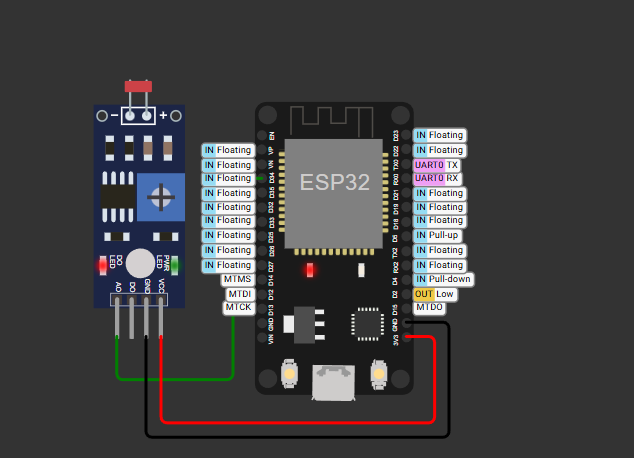 − +
DO
LED
PWR
LED
AO
DO
GND
VCC
ESP32
EN
VP
VN
D34
D35
D32
D33
D25
D26
D27
D14
D12
D13
GND
VIN
D23
D22
TX0
RX0
D21
D19
D18
D5
TX2
RX2
D4
D2
D15
GND
3V3
IN Floating
IN Floating
IN Floating
IN Floating
IN Floating
IN Floating
IN Floating
IN Floating
IN Floating
MTMS
MTDI
MTCK
IN Floating
IN Floating
UART0 TX
UART0 RX
IN Floating
IN Floating
IN Floating
IN Pull-up
IN Floating
IN Floating
IN Pull-down
OUT Low
MTDO